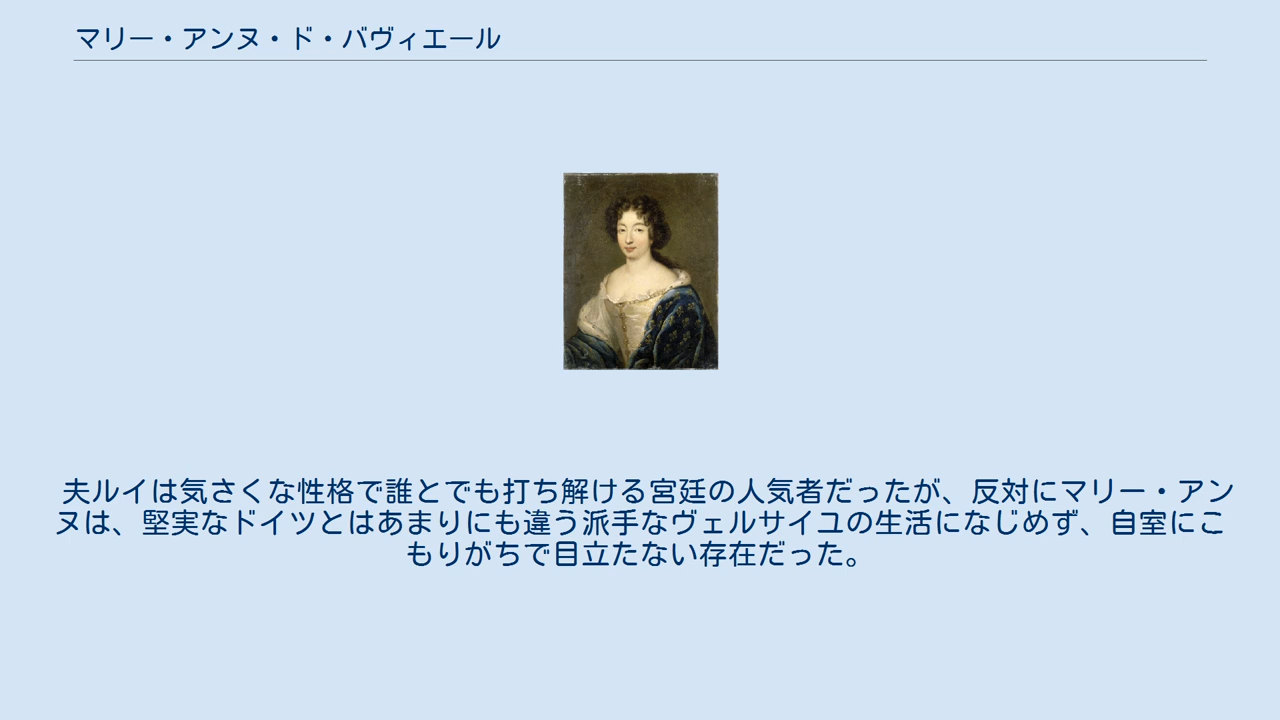 マリー・アンヌ・ド・バヴィエール
夫ルイは気さくな性格で誰とでも打ち解ける宮廷の人気者だったが、反対にマリー・アン
ヌは、堅実なドイツとはあまりにも違う派手なヴェルサイユの生活になじめず、自室にこ
もりがちで目立たない存在だった。